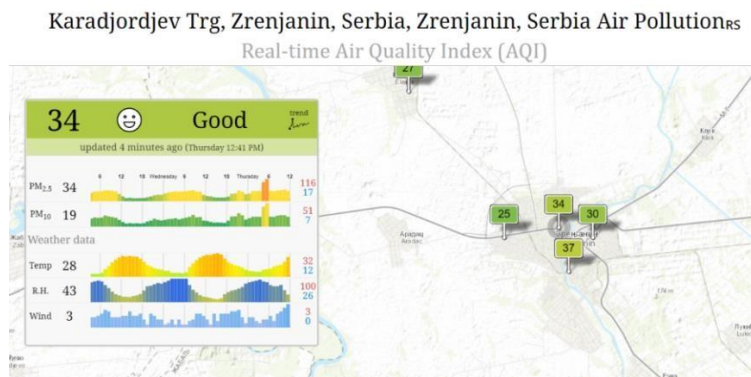 Karadjordjev Trg, Zrenjanin, Serbia, Zrenjanin, Serbia Air PollutionRS
Real-time Air Quality Index (AQI)
27
34 Good trend
updated 4 minutes ago (Thursday 12:41 PM)
6 12 18 Wednesday 6 12 18 Thursday 6 12
PM2.5 34 116 17
PM10 19 51 7
Weather data
Temp 28 32 12
R.H. 43 100 26
Wind 3 3 0
25
34
30
37